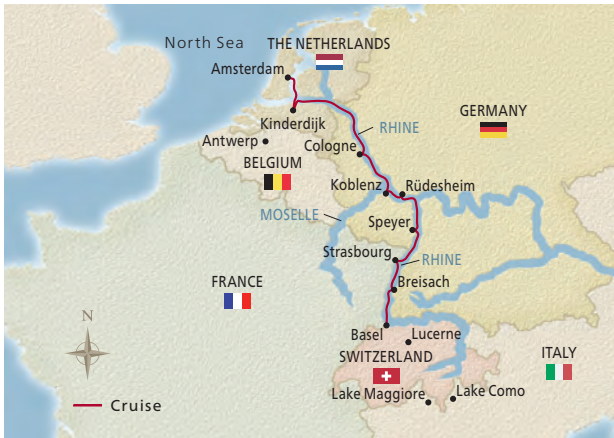 North Sea
THE NETHERLANDS
Amsterdam
GERMANY
Kinderdijk
RHINE
Antwerp
Cologne
BELGIUM
Koblenz
Rüdesheim
MOSELLE
Speyer
Strasbourg
RHINE
FRANCE
Breisach
N
Basel
Lucerne
SWITZERLAND
ITALY
Lake Maggiore
Lake Como
Cruise